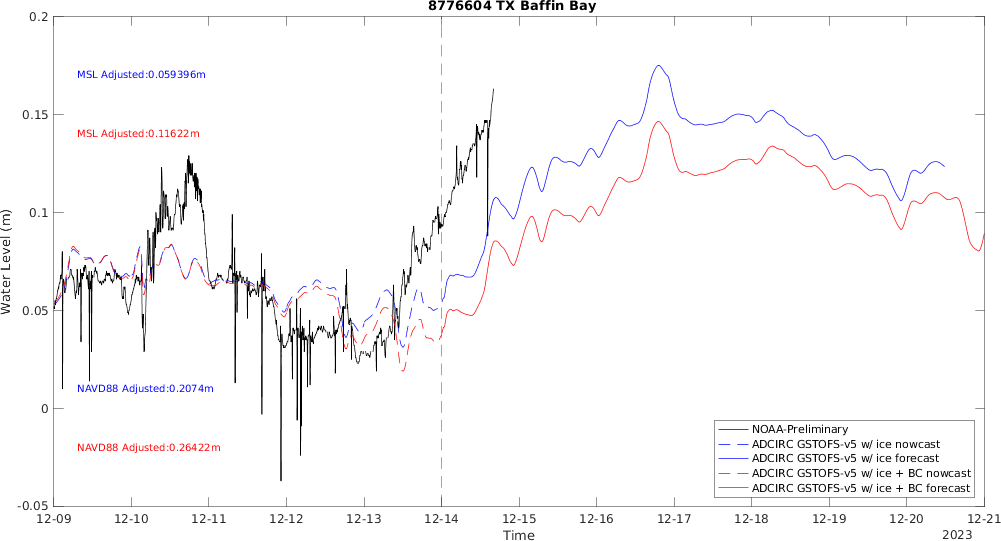 8776604 TX Baffin Bay
0.2
0.15
0.1
0.05
0
-0.05
Water Level (m)
MSL Adjusted:0.059396m
MSL Adjusted:0.11622m
NAVD88 Adjusted:0.2074m
NAVD88 Adjusted:0.26422m
NOAA-Preliminary
ADCIRC GSTOFS-v5 w/ ice nowcast
ADCIRC GSTOFS-v5 w/ ice forecast
ADCIRC GSTOFS-v5 w/ ice + BC nowcast
ADCIRC GSTOFS-v5 w/ ice + BC forecast
12-09 12-10 12-11 12-12 12-13 12-14 12-15 12-16 12-17 12-18 12-19 12-20 12-21
Time
2023